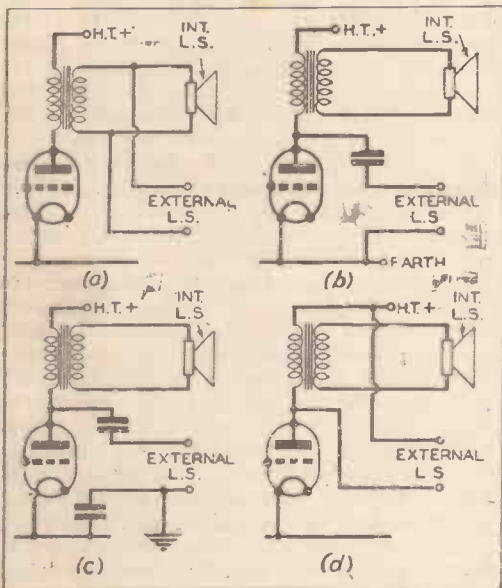 H.T.+
INT.
L.S.
EXTERNAL
L.S.
(a)
H.T.+
INT.
L.S.
EXTERNAL
L.S.
EARTH
(b)
H.T.+
INT.
L.S.
EXTERNAL
L.S.
(c)
H.T.+
INT.
L.S.
EXTERNAL
L.S.
(d)